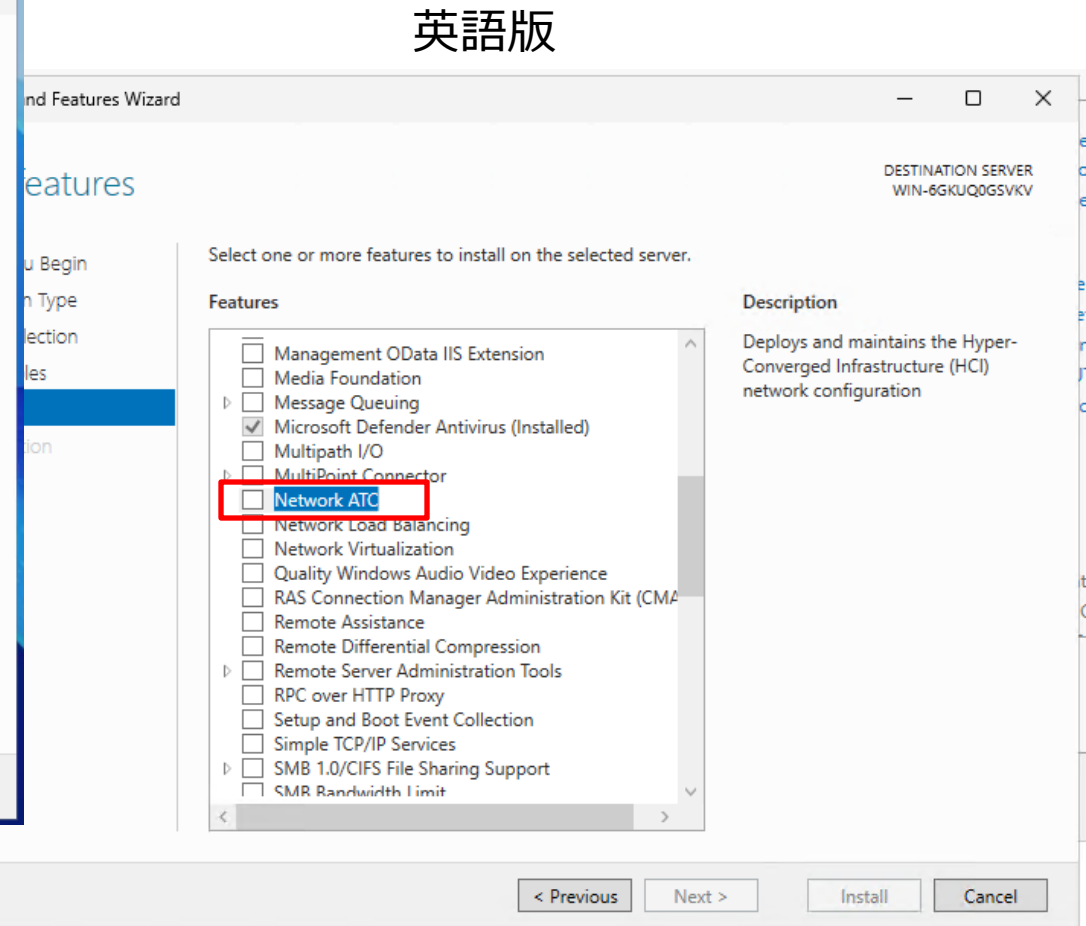 英語版
nd Features Wizard
eatures
DESTINATION SERVER
WIN-6GKUQ0GSVKV
u Begin
n Type
lection
les
ion
Select one or more features to install on the selected server.
Features
Management OData IIS Extension
Media Foundation
Message Queuing
Microsoft Defender Antivirus (Installed)
Multipath I/O
MultiPoint Connector
Network ATC
Network Load Balancing
Network Virtualization
Quality Windows Audio Video Experience
RAS Connection Manager Administration Kit (CMA
Remote Assistance
Remote Differential Compression
Remote Server Administration Tools
RPC over HTTP Proxy
Setup and Boot Event Collection
Simple TCP/IP Services
SMB 1.0/CIFS File Sharing Support
SMB Bandwidth Limit
Description
Deploys and maintains the Hyper-
Converged Infrastructure (HCI)
network configuration
< Previous
Next >
Install
Cancel